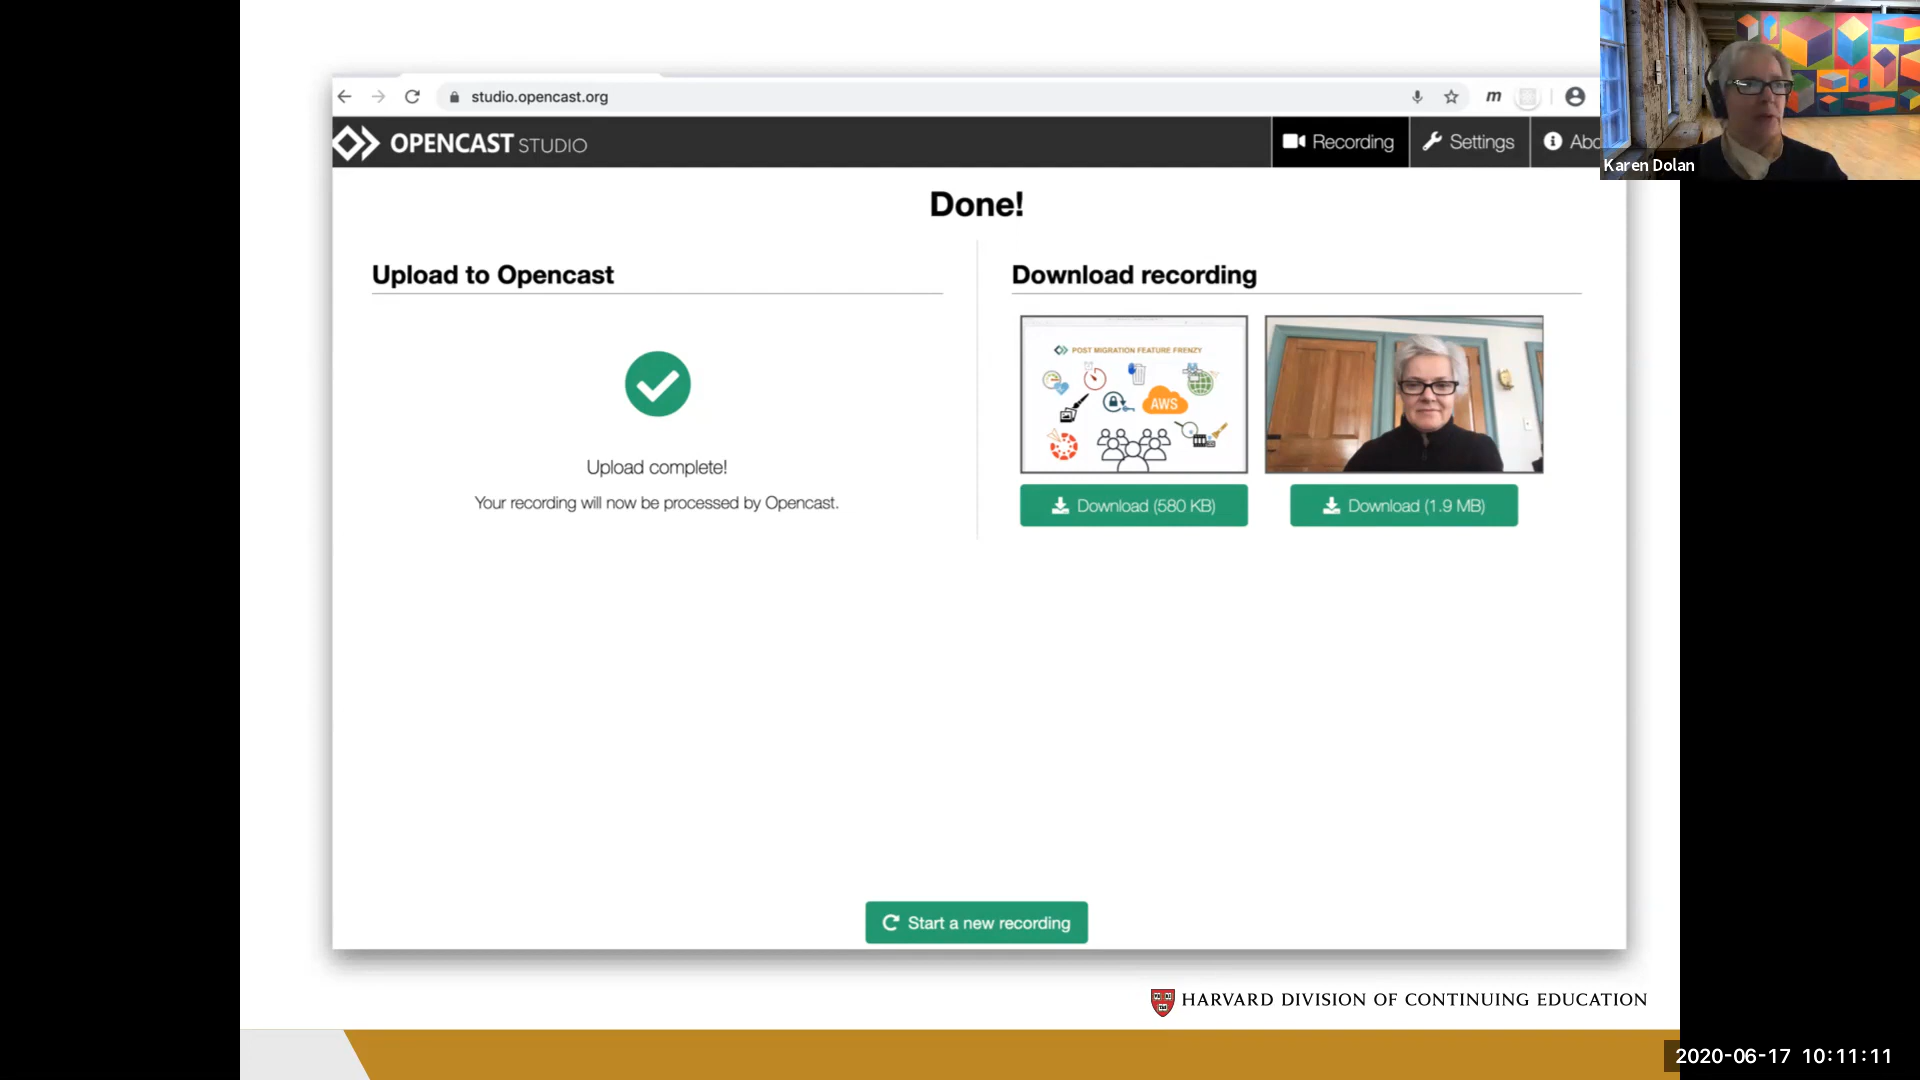 studio.opencast.org
m
OPENCAST STUDIO
Recording
Settings
Abo
Karen Dolan
Done!
Upload to Opencast
Download recording
POST MIGRATION FEATURE FRENZY
AWS
Upload complete!
Your recording will now be processed by Opencast.
Download (580 KB)
Download (1.9 MB)
Start a new recording
HARVARD DIVISION OF CONTINUING EDUCATION
2020-06-17 10:11:11